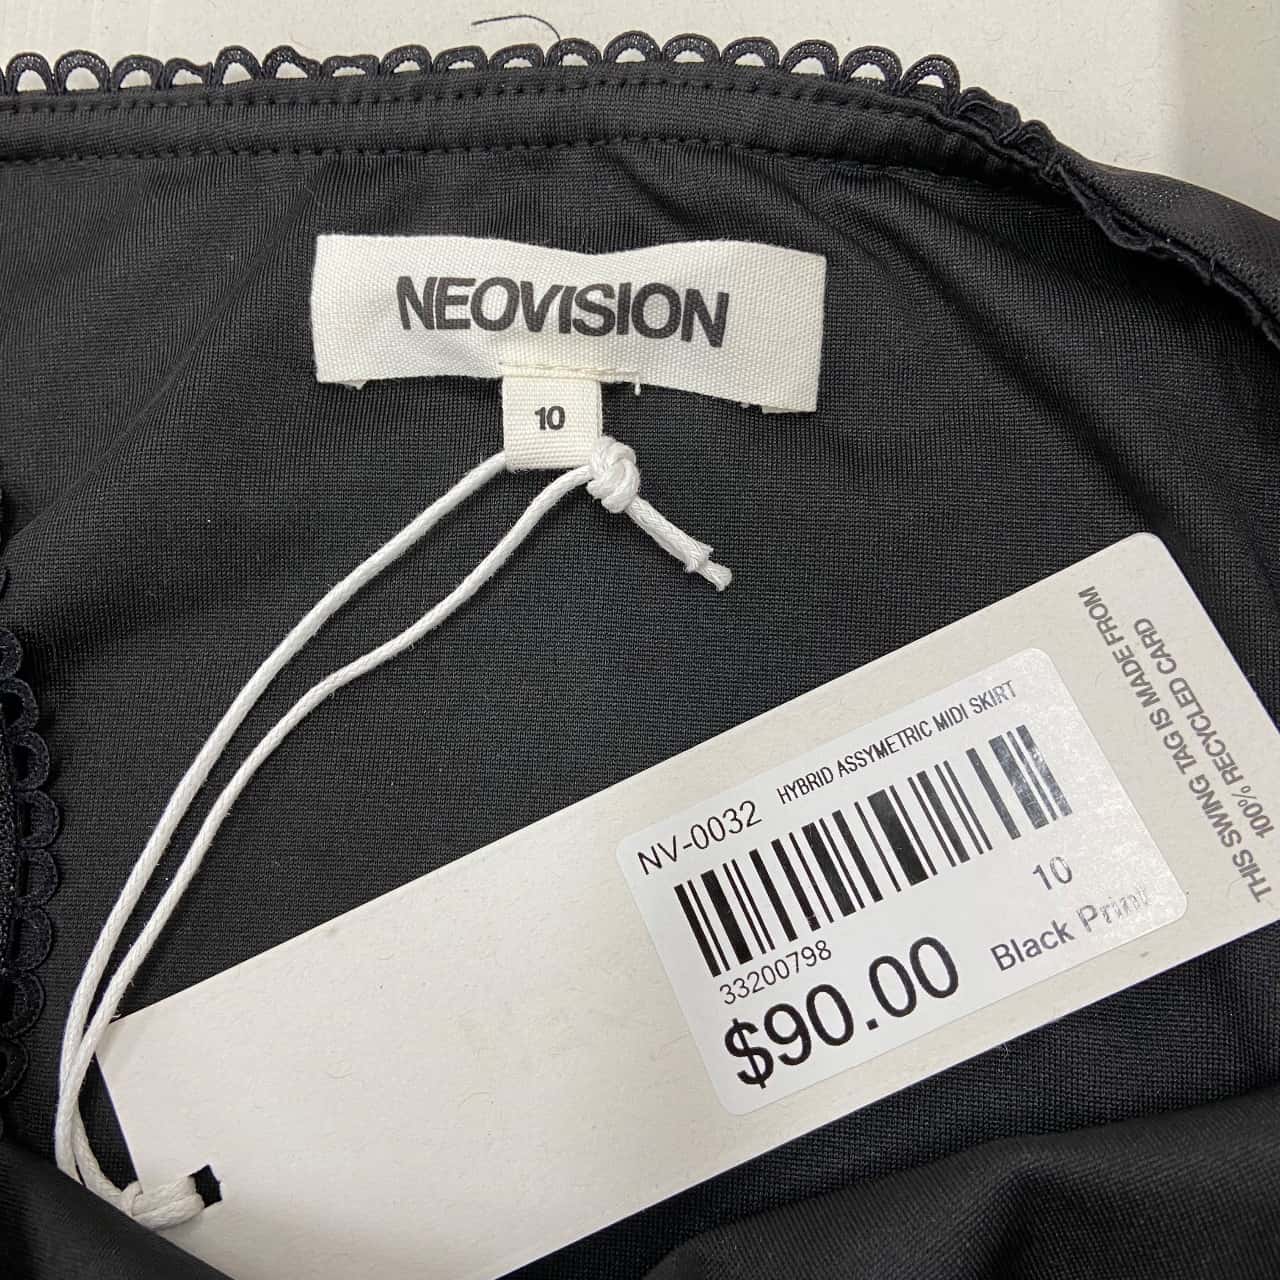 NEOVISION
10
NV-0032 HYBRID ASSYMETRIC MIDI SKIRT
33200798
10
$90.00
Black Print
THIS SWING TAG IS MADE FROM
100% RECYCLED CARD